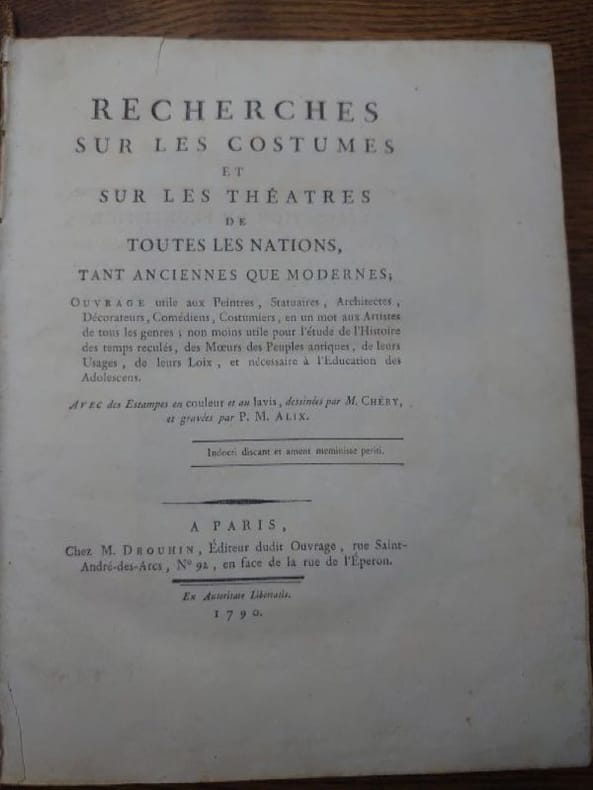 RECHERCHES
SUR LES COSTUMES
ET
SUR LES THÉATRES
DE
TOUTES LES NATIONS,
TANT ANCIENNES QUE MODERNES;
OUVRAGE utile aux Peintres, Statuaires, Architectes,
Décorateurs, Comédiens, Costumiers, en un mot aux Artistes
de tous les genres; non moins utile pour l'étude de l'Histoire
des temps reculés, des Mœurs des Peuples antiques, de leurs
Usages, de leurs Loix, et nécessaire à l'Education des
Adolescens.
AVEC des Estampes en couleur et au lavis, dessinées par M. CHÉRY,
et gravées par P. M. ALIX.
Indocti discant et ament meminisse periti.
A PARIS,
Chez M. DROUHIN, Éditeur dudit Ouvrage, rue Saint-
André-des-Arcs, Nº 92, en face de la rue de l'Éperon.
En Autoritate Libertatis.
1790.